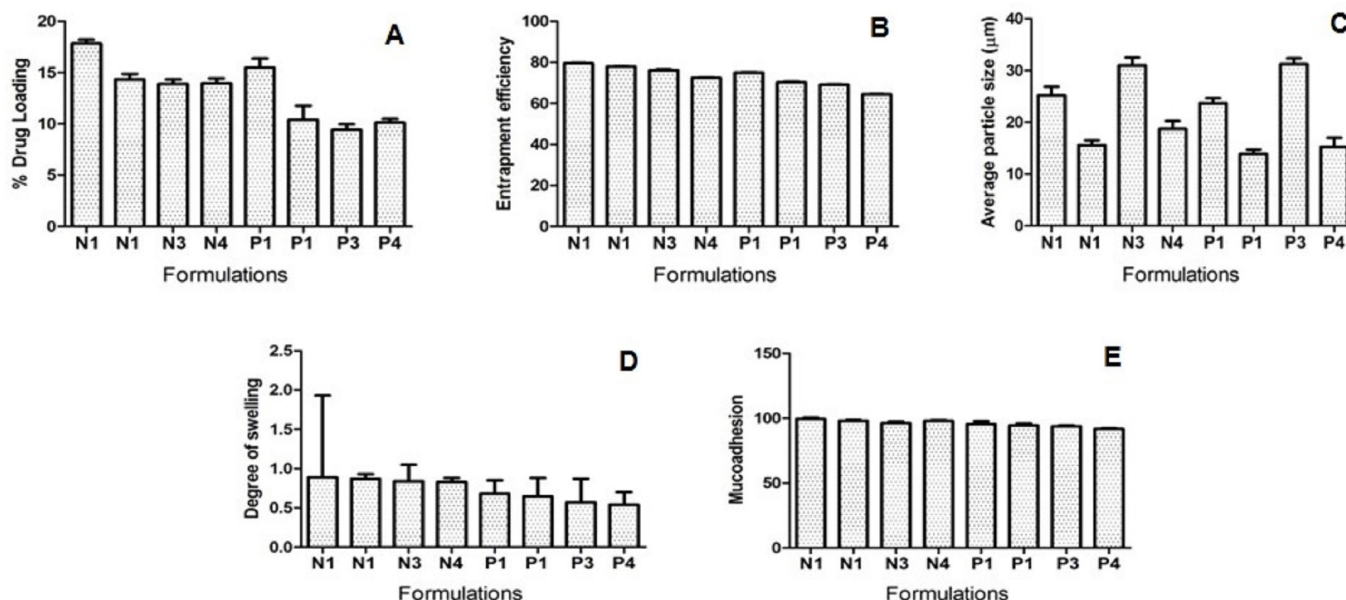 A
% Drug Loading
20
15
10
5
0
N1 N1 N3 N4 P1 P1 P3 P4
Formulations
B
Entrapment efficiency
100
80
60
40
20
0
N1 N1 N3 N4 P1 P1 P3 P4
Formulations
C
Average particle size (μm)
40
30
20
10
0
N1 N1 N3 N4 P1 P1 P3 P4
Formulations
D
Degree of swelling
2.5
2.0
1.5
1.0
0.5
0.0
N1 N1 N3 N4 P1 P1 P3 P4
Formulations
E
Mucoadhesion
150
100
50
0
N1 N1 N3 N4 P1 P1 P3 P4
Formulations